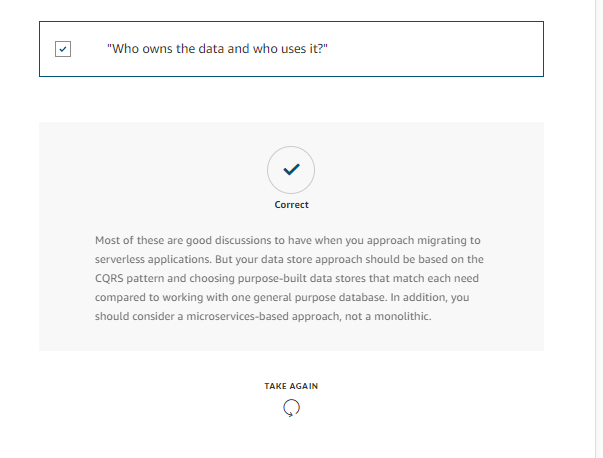 "Who owns the data and who uses it?"
Correct
Most of these are good discussions to have when you approach migrating to
serverless applications. But your data store approach should be based on the
CQRS pattern and choosing purpose-built data stores that match each need
compared to working with one general purpose database. In addition, you
should consider a microservices-based approach, not a monolithic.
TAKE AGAIN